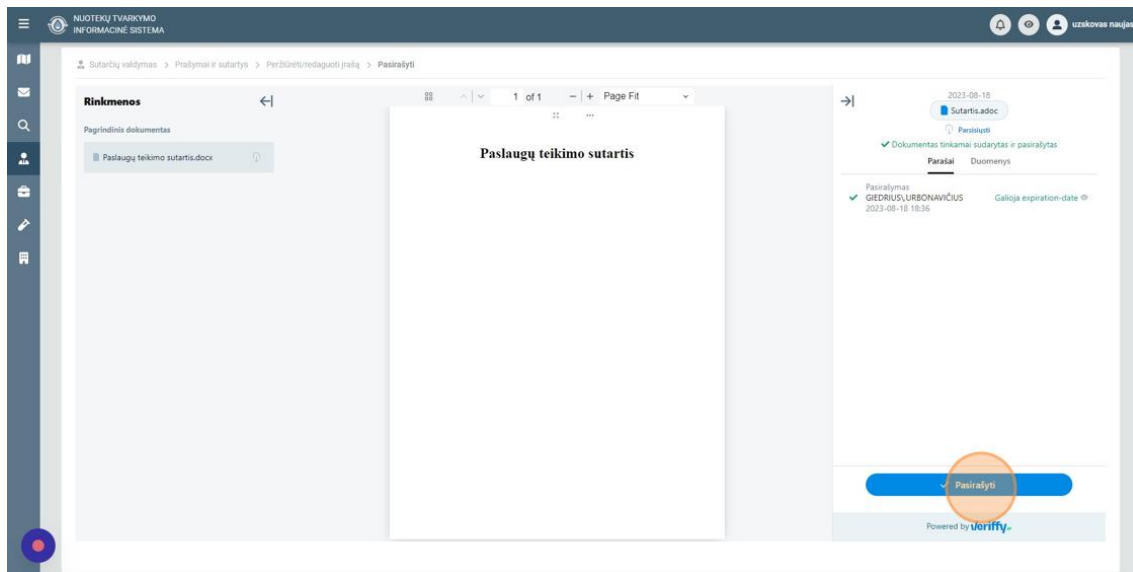 NUOTEKŲ TVARKYMO
INFORMACINĖ SISTEMA
uzskovas naujas
Sutarčių valdymas > Prašymai ir sutartys > Peržiūrėti/redaguoti įrašą > Pasirašyti
Rinkmenos
Pagrindinis dokumentas
Paslaugų teikimo sutartis.docx
1 of 1 − + Page Fit
Paslaugų teikimo sutartis
2023-08-18
Sutartis.adoc
Parsisiųsti
Dokumentas tinkamai sudarytas ir pasirašytas
Parašai Duomenys
Pasirašymas
GIEDRIUS\,URBONAVIČIUS Galioja expiration-date
2023-08-18 18:36
Pasirašyti
Powered by Veriffy